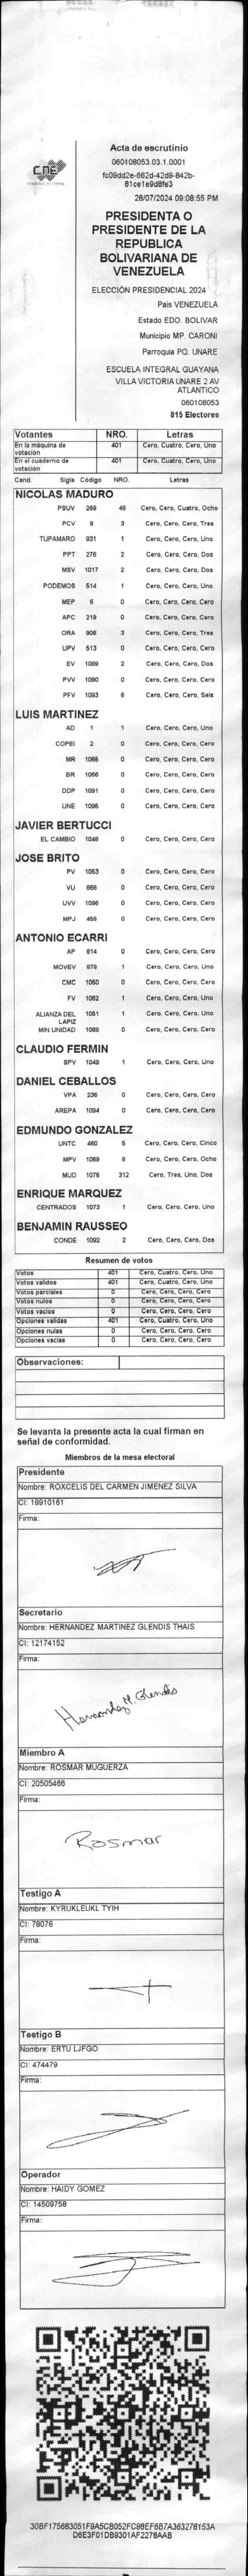 CNE
Acta de escrutinio
060108053.03.1.0001
fc09dd2e-662d-42d9-842b-
81ce1e9d8fe3
28/07/2024 09:08:55 PM
PRESIDENTA O
PRESIDENTE DE LA
REPUBLICA
BOLIVARIANA DE
VENEZUELA
ELECCIÓN PRESIDENCIAL 2024
Pais VENEZUELA
Estado EDO. BOLIVAR
Municipio MP. CARONI
Parroquia PQ. UNARE
ESCUELA INTEGRAL GUAYANA
VILLA VICTORIA UNARE 2 AV
ATLANTICO
060108053
815 Electores
Votantes NRO. Letras
En la máquina de votación 401 Cero, Cuatro, Cero, Uno
En el cuaderno de votación 401 Cero, Cuatro, Cero, Uno
Cand. Sigla Código NRO. Letras
NICOLAS MADURO
PSUV 269 48 Cero, Cero, Cuatro, Ocho
PCV 9 3 Cero, Cero, Cero, Tres
TUPAMARO 931 1 Cero, Cero, Cero, Uno
PPT 276 2 Cero, Cero, Cero, Dos
MSV 1017 2 Cero, Cero, Cero, Dos
PODEMOS 514 1 Cero, Cero, Cero, Uno
MEP 5 0 Cero, Cero, Cero, Cero
APC 219 0 Cero, Cero, Cero, Cero
ORA 906 3 Cero, Cero, Cero, Tres
UPV 513 0 Cero, Cero, Cero, Cero
EV 1089 2 Cero, Cero, Cero, Dos
PVV 1090 0 Cero, Cero, Cero, Cero
PFV 1093 6 Cero, Cero, Cero, Seis
LUIS MARTINEZ
AD 1 1 Cero, Cero, Cero, Uno
COPEI 2 0 Cero, Cero, Cero, Cero
MR 1065 0 Cero, Cero, Cero, Cero
BR 1066 0 Cero, Cero, Cero, Cero
DDP 1091 0 Cero, Cero, Cero, Cero
UNE 1095 0 Cero, Cero, Cero, Cero
JAVIER BERTUCCI
EL CAMBIO 1048 0 Cero, Cero, Cero, Cero
JOSE BRITO
PV 1053 0 Cero, Cero, Cero, Cero
VU 868 0 Cero, Cero, Cero, Cero
UVV 1096 0 Cero, Cero, Cero, Cero
MPJ 458 0 Cero, Cero, Cero, Cero
ANTONIO ECARRI
AP 914 0 Cero, Cero, Cero, Cero
MOVEV 879 1 Cero, Cero, Cero, Uno
CMC 1050 0 Cero, Cero, Cero, Cero
FV 1062 1 Cero, Cero, Cero, Uno
ALIANZA DEL LAPIZ 1051 1 Cero, Cero, Cero, Uno
MIN UNIDAD 1068 0 Cero, Cero, Cero, Cero
CLAUDIO FERMIN
SPV 1049 1 Cero, Cero, Cero, Uno
DANIEL CEBALLOS
VPA 236 0 Cero, Cero, Cero, Cero
AREPA 1094 0 Cero, Cero, Cero, Cero
EDMUNDO GONZALEZ
UNTC 460 5 Cero, Cero, Cero, Cinco
MPV 1069 8 Cero, Cero, Cero, Ocho
MUD 1075 312 Cero, Tres, Uno, Dos
ENRIQUE MARQUEZ
CENTRADOS 1073 1 Cero, Cero, Cero, Uno
BENJAMIN RAUSSEO
CONDE 1092 2 Cero, Cero, Cero, Dos
Resumen de votos
Votos 401 Cero, Cuatro, Cero, Uno
Votos validos 401 Cero, Cuatro, Cero, Uno
Votos parciales 0 Cero, Cero, Cero, Cero
Votos nulos 0 Cero, Cero, Cero, Cero
Votos vacios 0 Cero, Cero, Cero, Cero
Opciones validas 401 Cero, Cuatro, Cero, Uno
Opciones nulas 0 Cero, Cero, Cero, Cero
Opciones vacias 0 Cero, Cero, Cero, Cero
Observaciones:
Se levanta la presente acta la cual firman en
señal de conformidad.
Miembros de la mesa electoral
Presidente
Nombre: ROXCELIS DEL CARMEN JIMENEZ SILVA
CI: 19910161
Firma:
Secretario
Nombre: HERNANDEZ MARTINEZ GLENDIS THAIS
CI: 12174152
Firma:
Hernandez M. Glendis
Miembro A
Nombre: ROSMAR MUGUERZA
CI: 20505466
Firma:
Rosmar
Testigo A
Nombre: KYRUKLEUKL TYIH
CI: 78076
Firma:
Testigo B
Nombre: ERTU LJFGO
CI: 474479
Firma:
Operador
Nombre: HAIDY GOMEZ
CI: 14509758
Firma:
30BF175683051F9A5CB052FC98EF6B7A363278153A
D6E3F01DB9301AF2278AAB